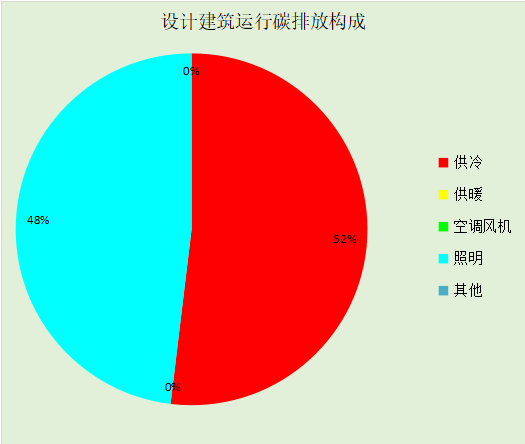 设计建筑运行碳排放构成
0%
48%
52%
0%
供冷
供暖
空调风机
照明
其他